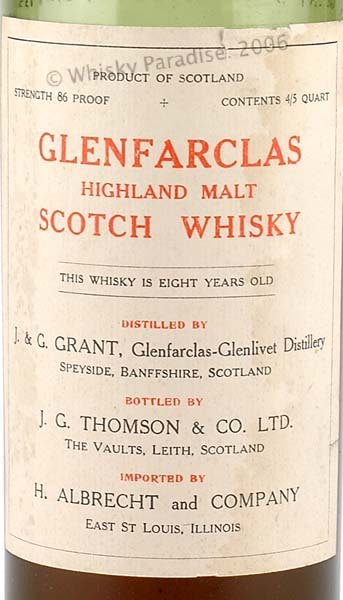 © Whisky Paradise 2006
PRODUCT OF SCOTLAND
STRENGTH 86 PROOF + CONTENTS 4/5 QUART
GLENFARCLAS
HIGHLAND MALT
SCOTCH WHISKY
THIS WHISKY IS EIGHT YEARS OLD
DISTILLED BY
J. & G. GRANT, Glenfarclas-Glenlivet Distillery
SPEYSIDE, BANFFSHIRE, SCOTLAND
BOTTLED BY
J. G. THOMSON & CO. LTD.
THE VAULTS, LEITH, SCOTLAND
IMPORTED BY
H. ALBRECHT AND COMPANY
EAST ST LOUIS, ILLINOIS